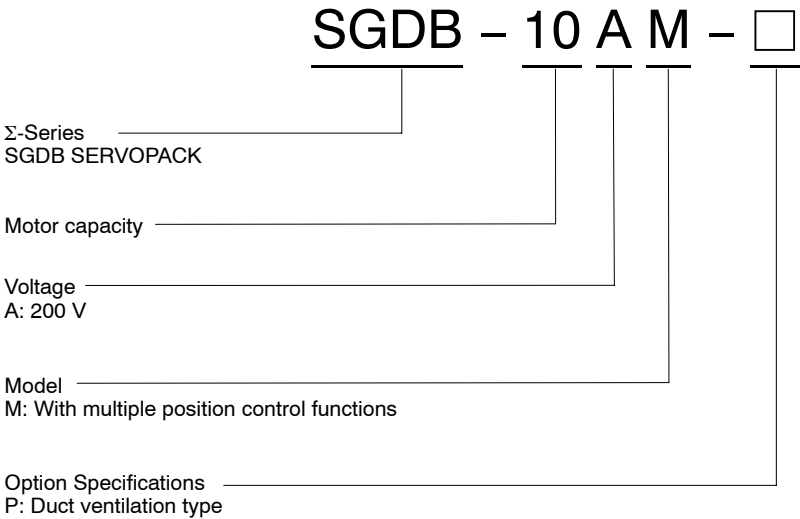 SGDB – 10 A M – □
Σ-Series
SGDB SERVOPACK
Motor capacity
Voltage
A: 200 V
Model
M: With multiple position control functions
Option Specifications
P: Duct ventilation type